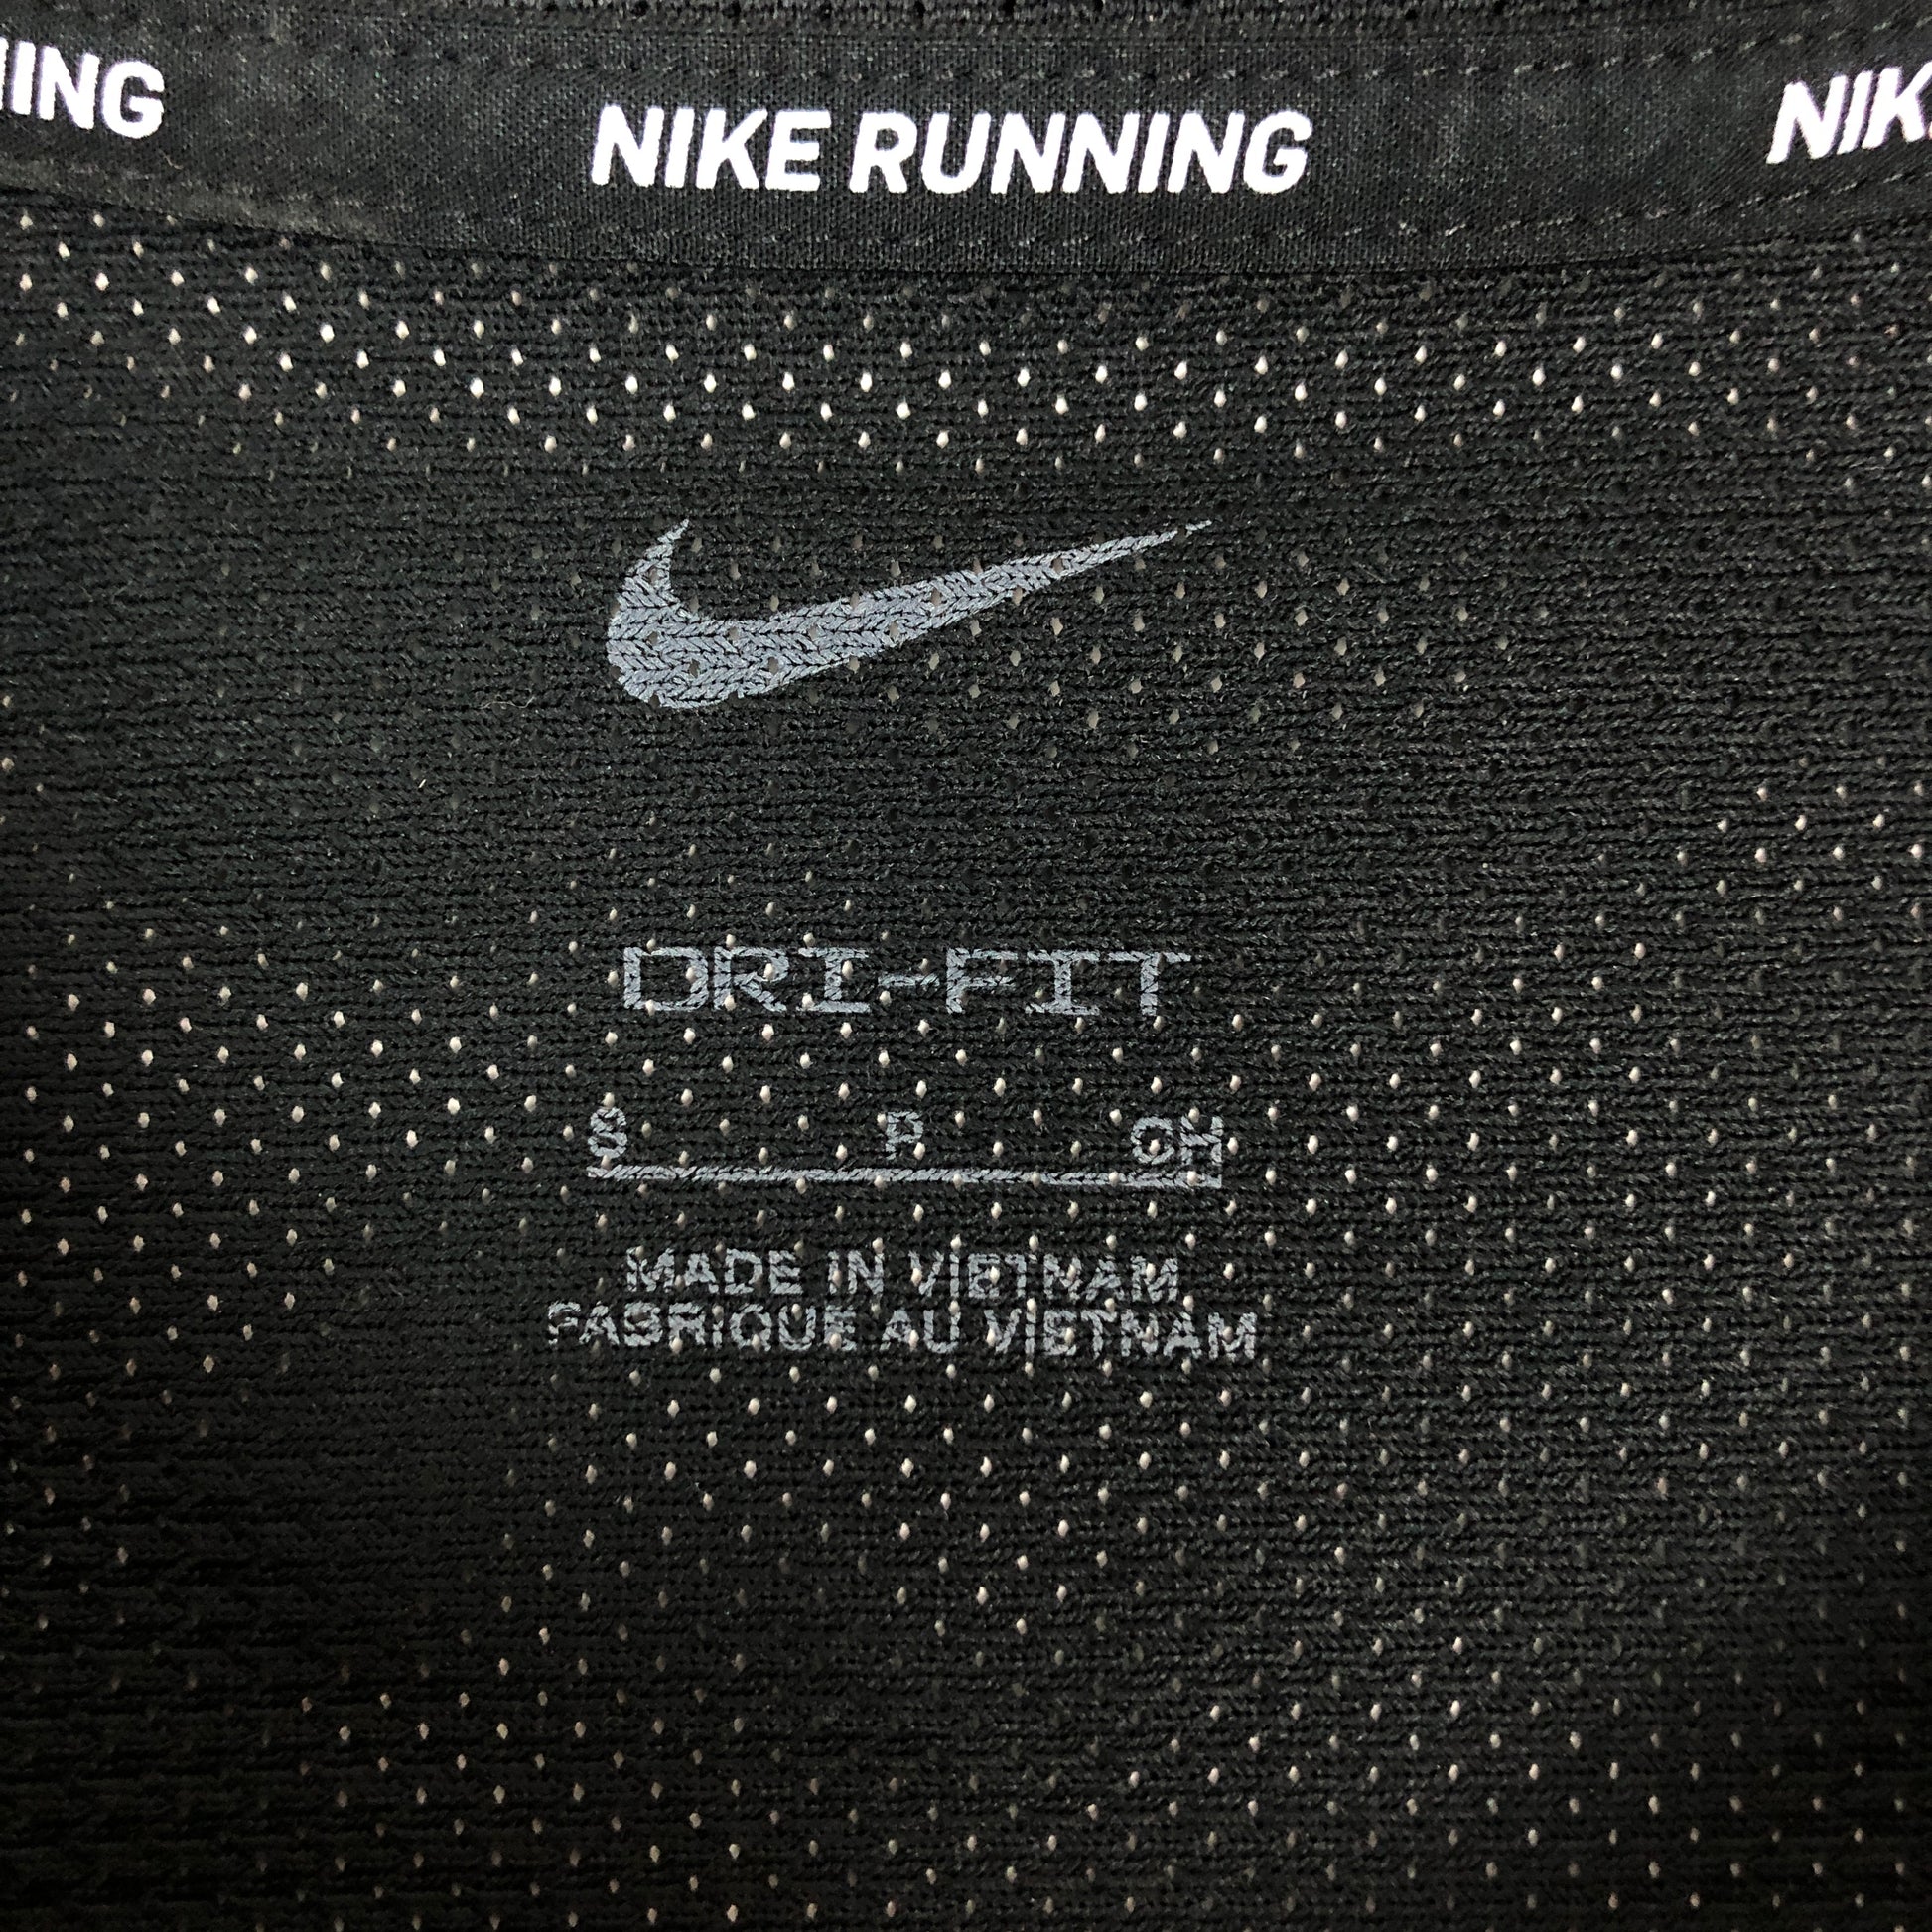 NING NIKE RUNNING NIK
DRI-FIT
S P CH
MADE IN VIETNAM
FABRIQUE AU VIETNAM